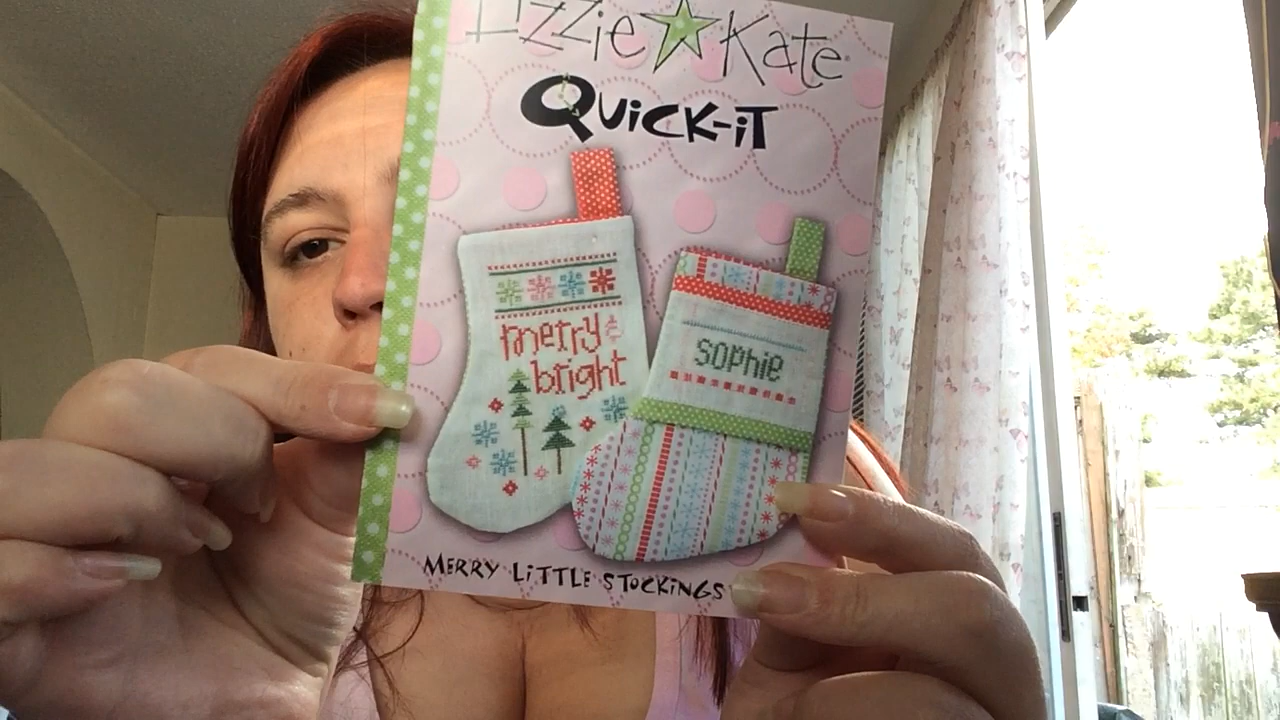 Lizzie Kate
QUiCK-iT
merry
bright
sophie
MERRY LiTTLE STOCKiNGS